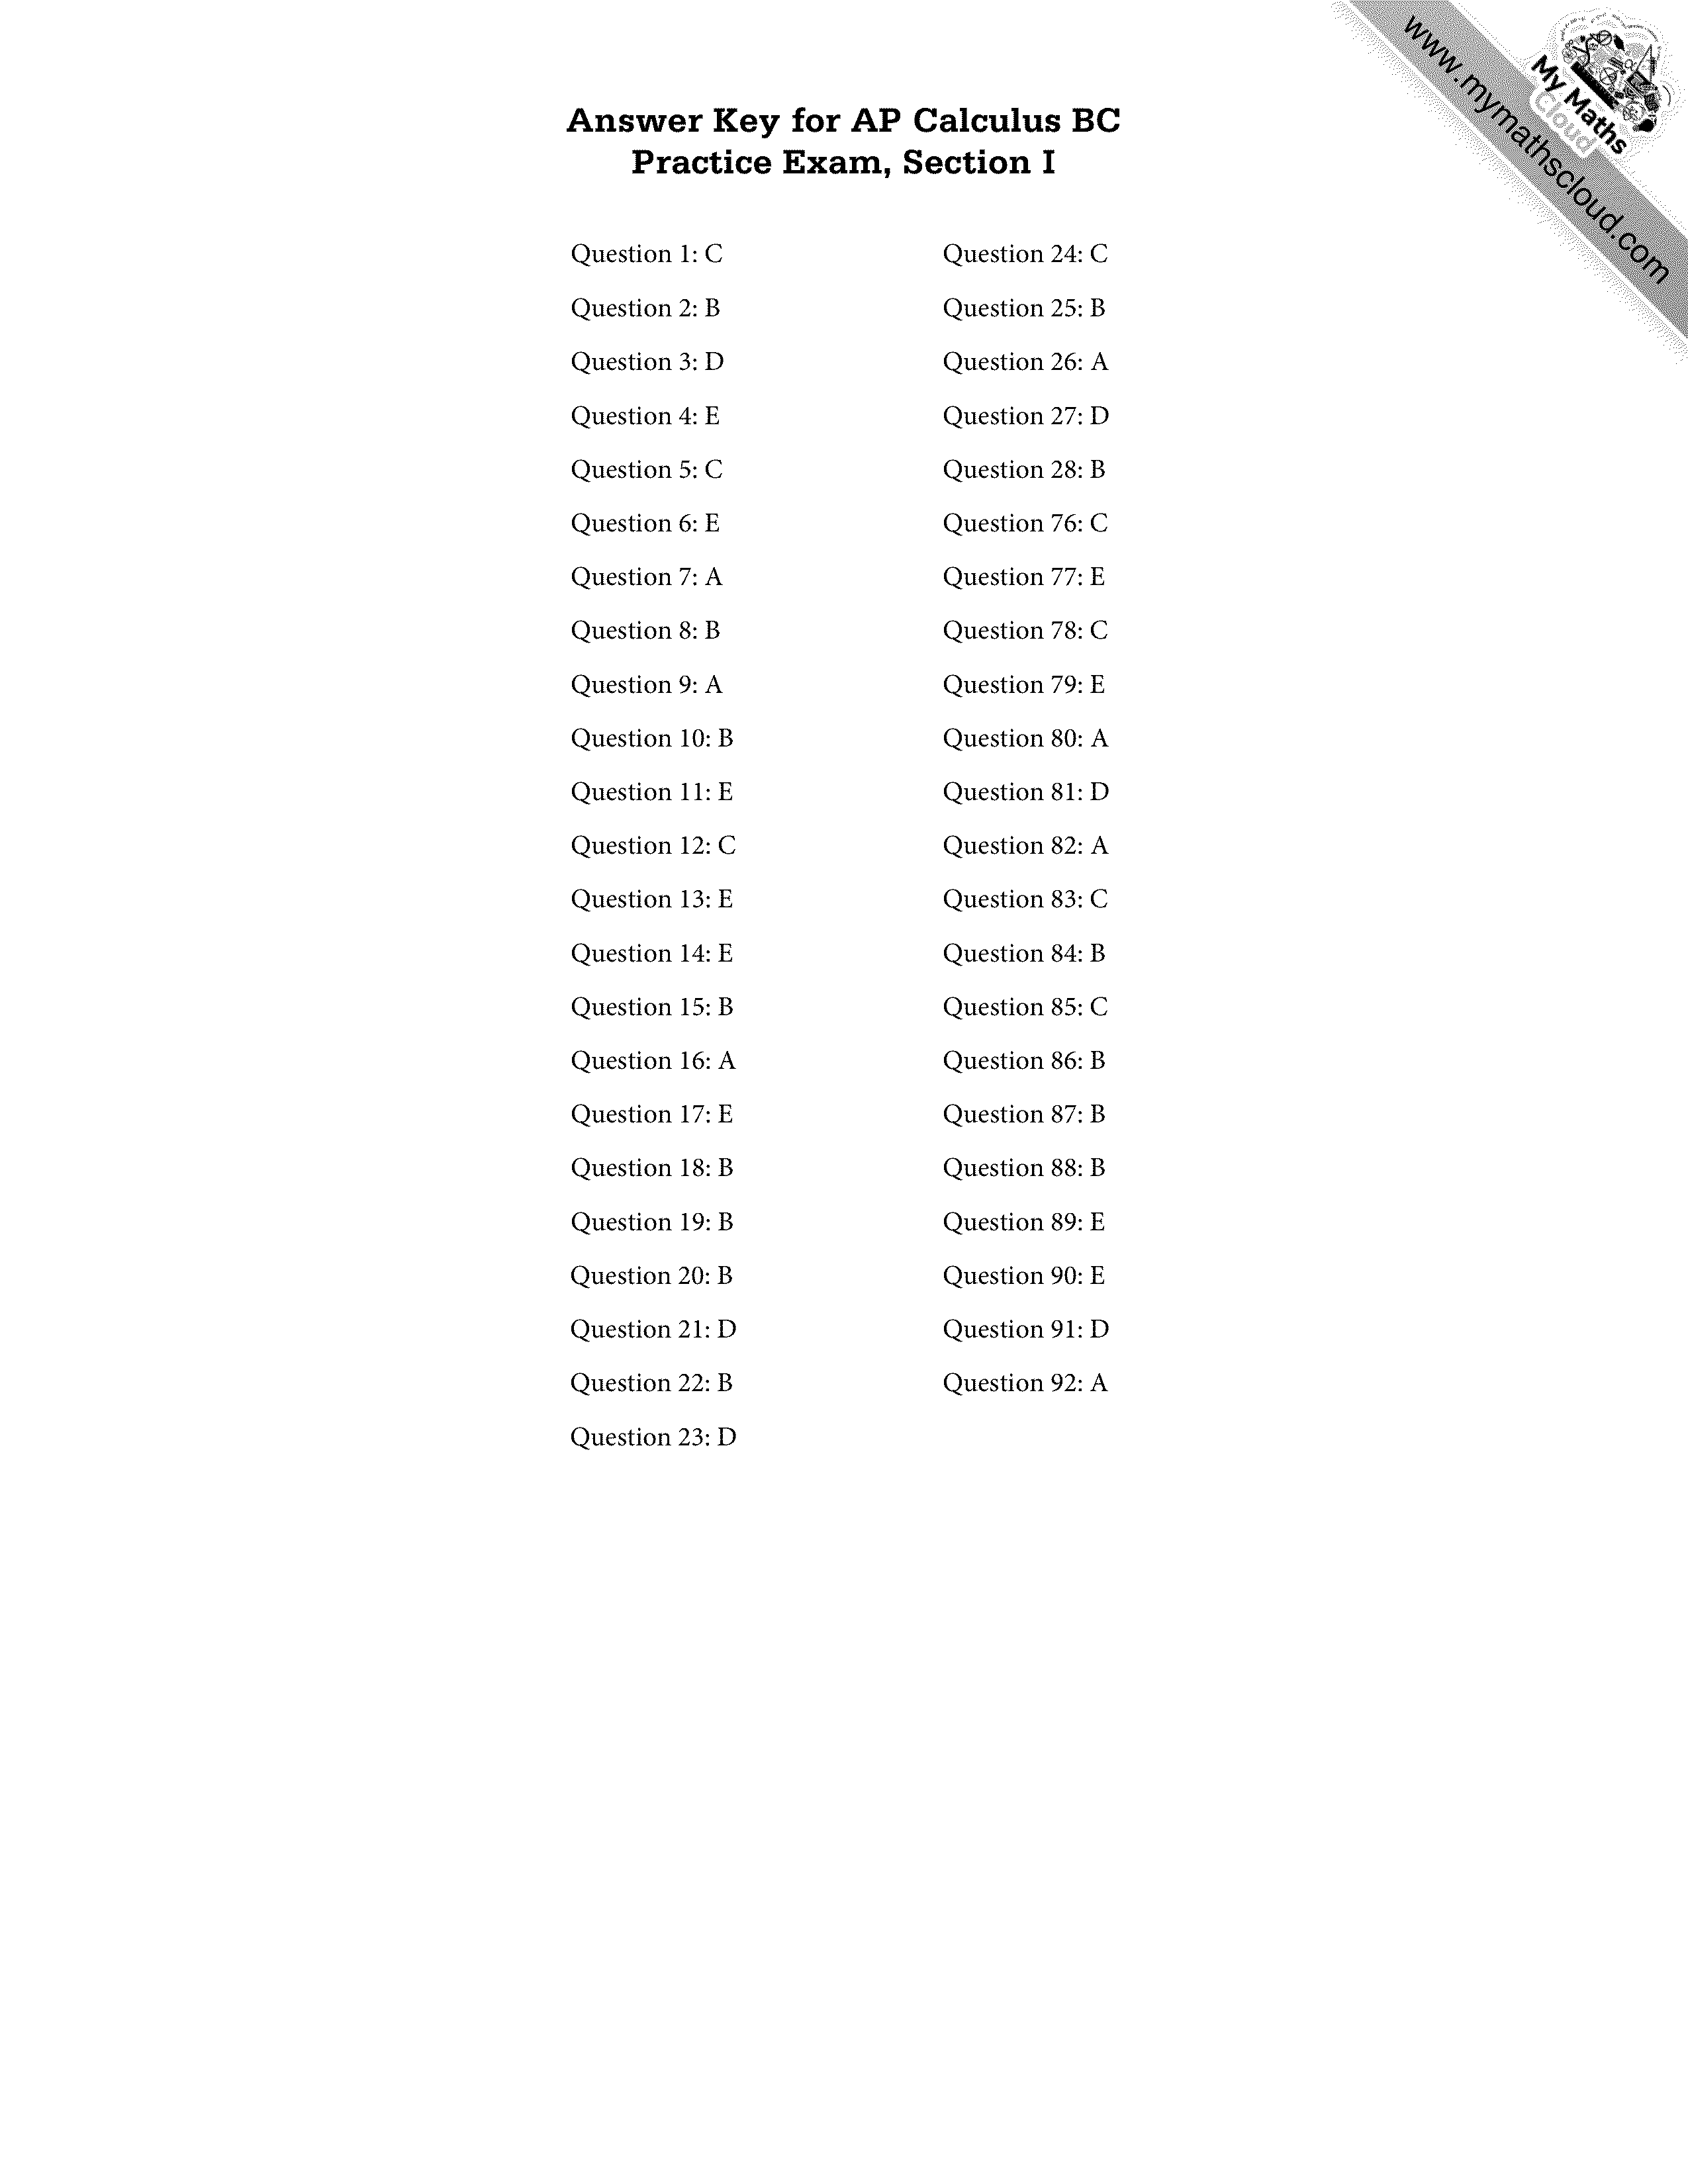 Answer Key for AP Calculus BC
Practice Exam, Section I
Question 1: C
Question 2: B
Question 3: D
Question 4: E
Question 5: C
Question 6: E
Question 7: A
Question 8: B
Question 9: A
Question 10: B
Question 11: E
Question 12: C
Question 13: E
Question 14: E
Question 15: B
Question 16: A
Question 17: E
Question 18: B
Question 19: B
Question 20: B
Question 21: D
Question 22: B
Question 23: D
Question 24: C
Question 25: B
Question 26: A
Question 27: D
Question 28: B
Question 76: C
Question 77: E
Question 78: C
Question 79: E
Question 80: A
Question 81: D
Question 82: A
Question 83: C
Question 84: B
Question 85: C
Question 86: B
Question 87: B
Question 88: B
Question 89: E
Question 90: E
Question 91: D
Question 92: A
My Maths
Cloud
www.mymathscloud.com